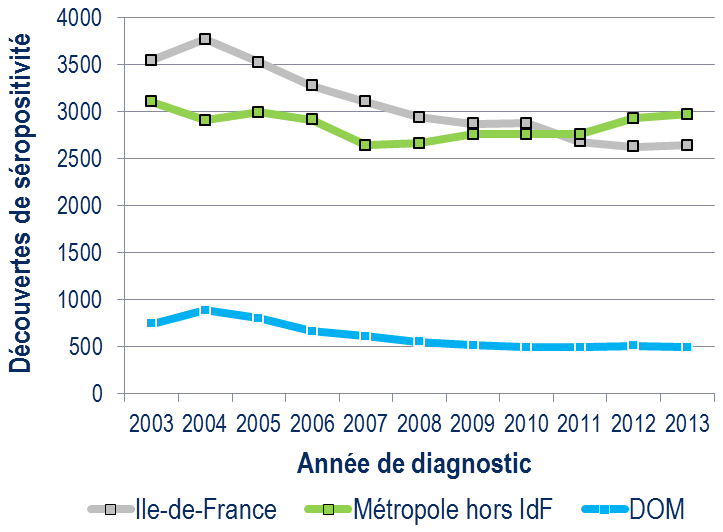 Découvertes de séropositivité
4000
3500
3000
2500
2000
1500
1000
500
0
2003 2004 2005 2006 2007 2008 2009 2010 2011 2012 2013
Année de diagnostic
Ile-de-France Métropole hors IdF DOM